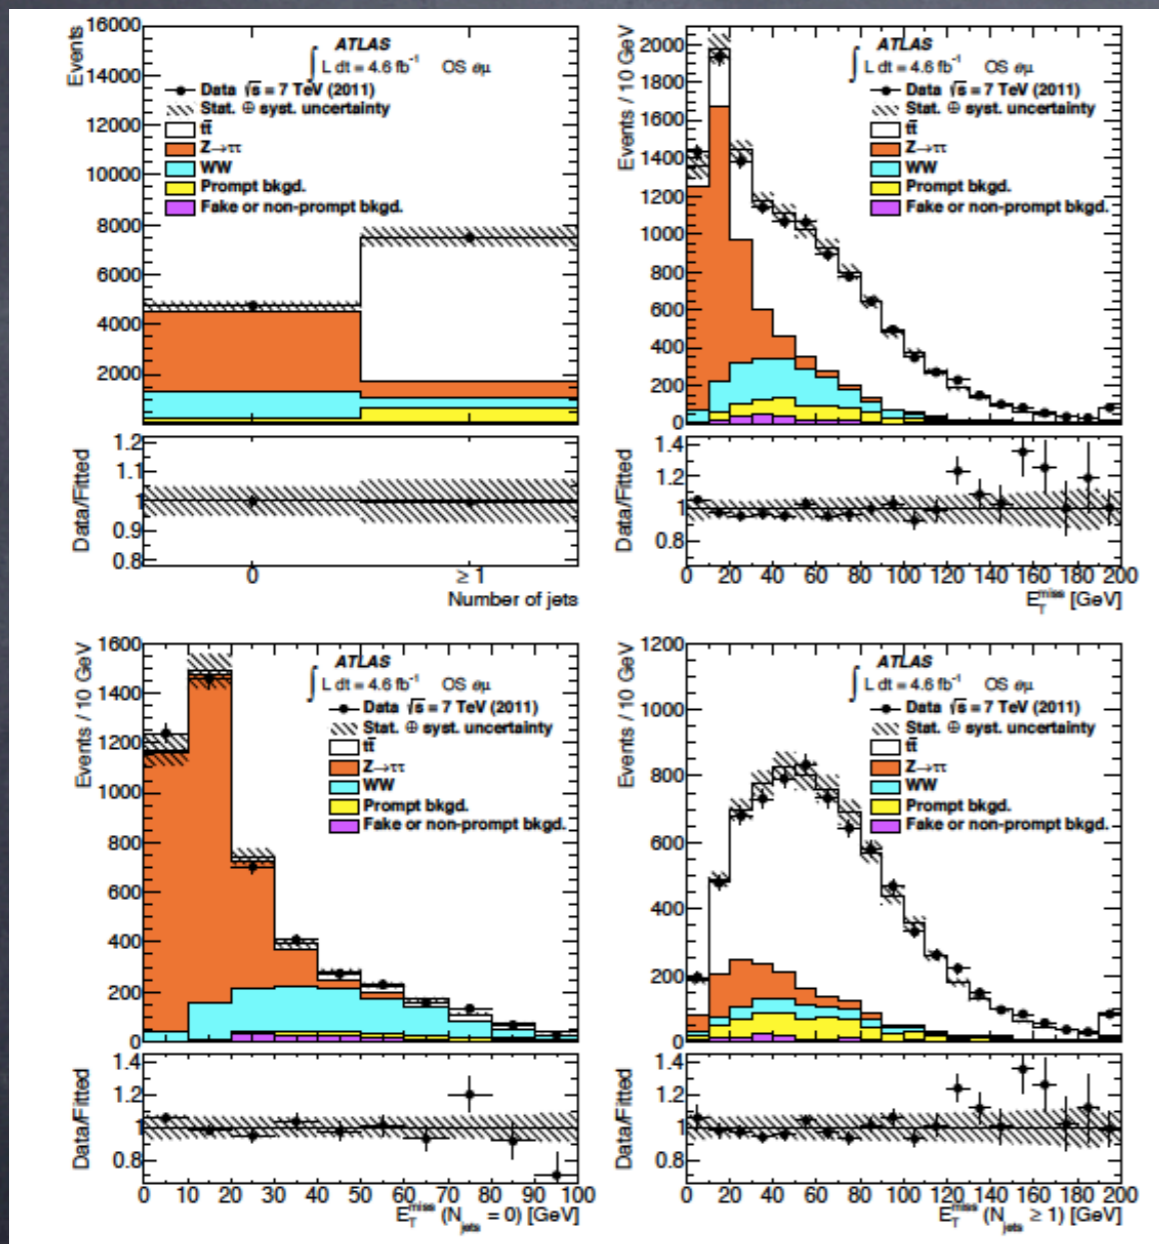 Events
16000
14000
12000
10000
8000
6000
4000
2000
ATLAS
∫ L dt = 4.6 fb⁻¹ OS eμ
Data √s = 7 TeV (2011)
Stat. ⊕ syst. uncertainty
tt̄
Z→ττ
WW
Prompt bkgd.
Fake or non-prompt bkgd.
Data/Fitted
1.2
1.1
1
0.9
0.8
0 ≥ 1
Number of jets
Events / 10 GeV
2000
1800
1600
1400
1200
1000
800
600
400
200
0
ATLAS
∫ L dt = 4.6 fb⁻¹ OS eμ
Data √s = 7 TeV (2011)
Stat. ⊕ syst. uncertainty
tt̄
Z→ττ
WW
Prompt bkgd.
Fake or non-prompt bkgd.
Data/Fitted
1.4
1.2
1
0.8
0 20 40 60 80 100 120 140 160 180 200
E_T^miss [GeV]
Events / 10 GeV
1600
1400
1200
1000
800
600
400
200
0
ATLAS
∫ L dt = 4.6 fb⁻¹ OS eμ
Data √s = 7 TeV (2011)
Stat. ⊕ syst. uncertainty
tt̄
Z→ττ
WW
Prompt bkgd.
Fake or non-prompt bkgd.
Data/Fitted
1.4
1.2
1
0.8
0 10 20 30 40 50 60 70 80 90 100
E_T^miss (N_jets = 0) [GeV]
Events / 10 GeV
1200
1000
800
600
400
200
0
ATLAS
∫ L dt = 4.6 fb⁻¹ OS eμ
Data √s = 7 TeV (2011)
Stat. ⊕ syst. uncertainty
tt̄
Z→ττ
WW
Prompt bkgd.
Fake or non-prompt bkgd.
Data/Fitted
1.4
1.2
1
0.8
0 20 40 60 80 100 120 140 160 180 200
E_T^miss (N_jets ≥ 1) [GeV]